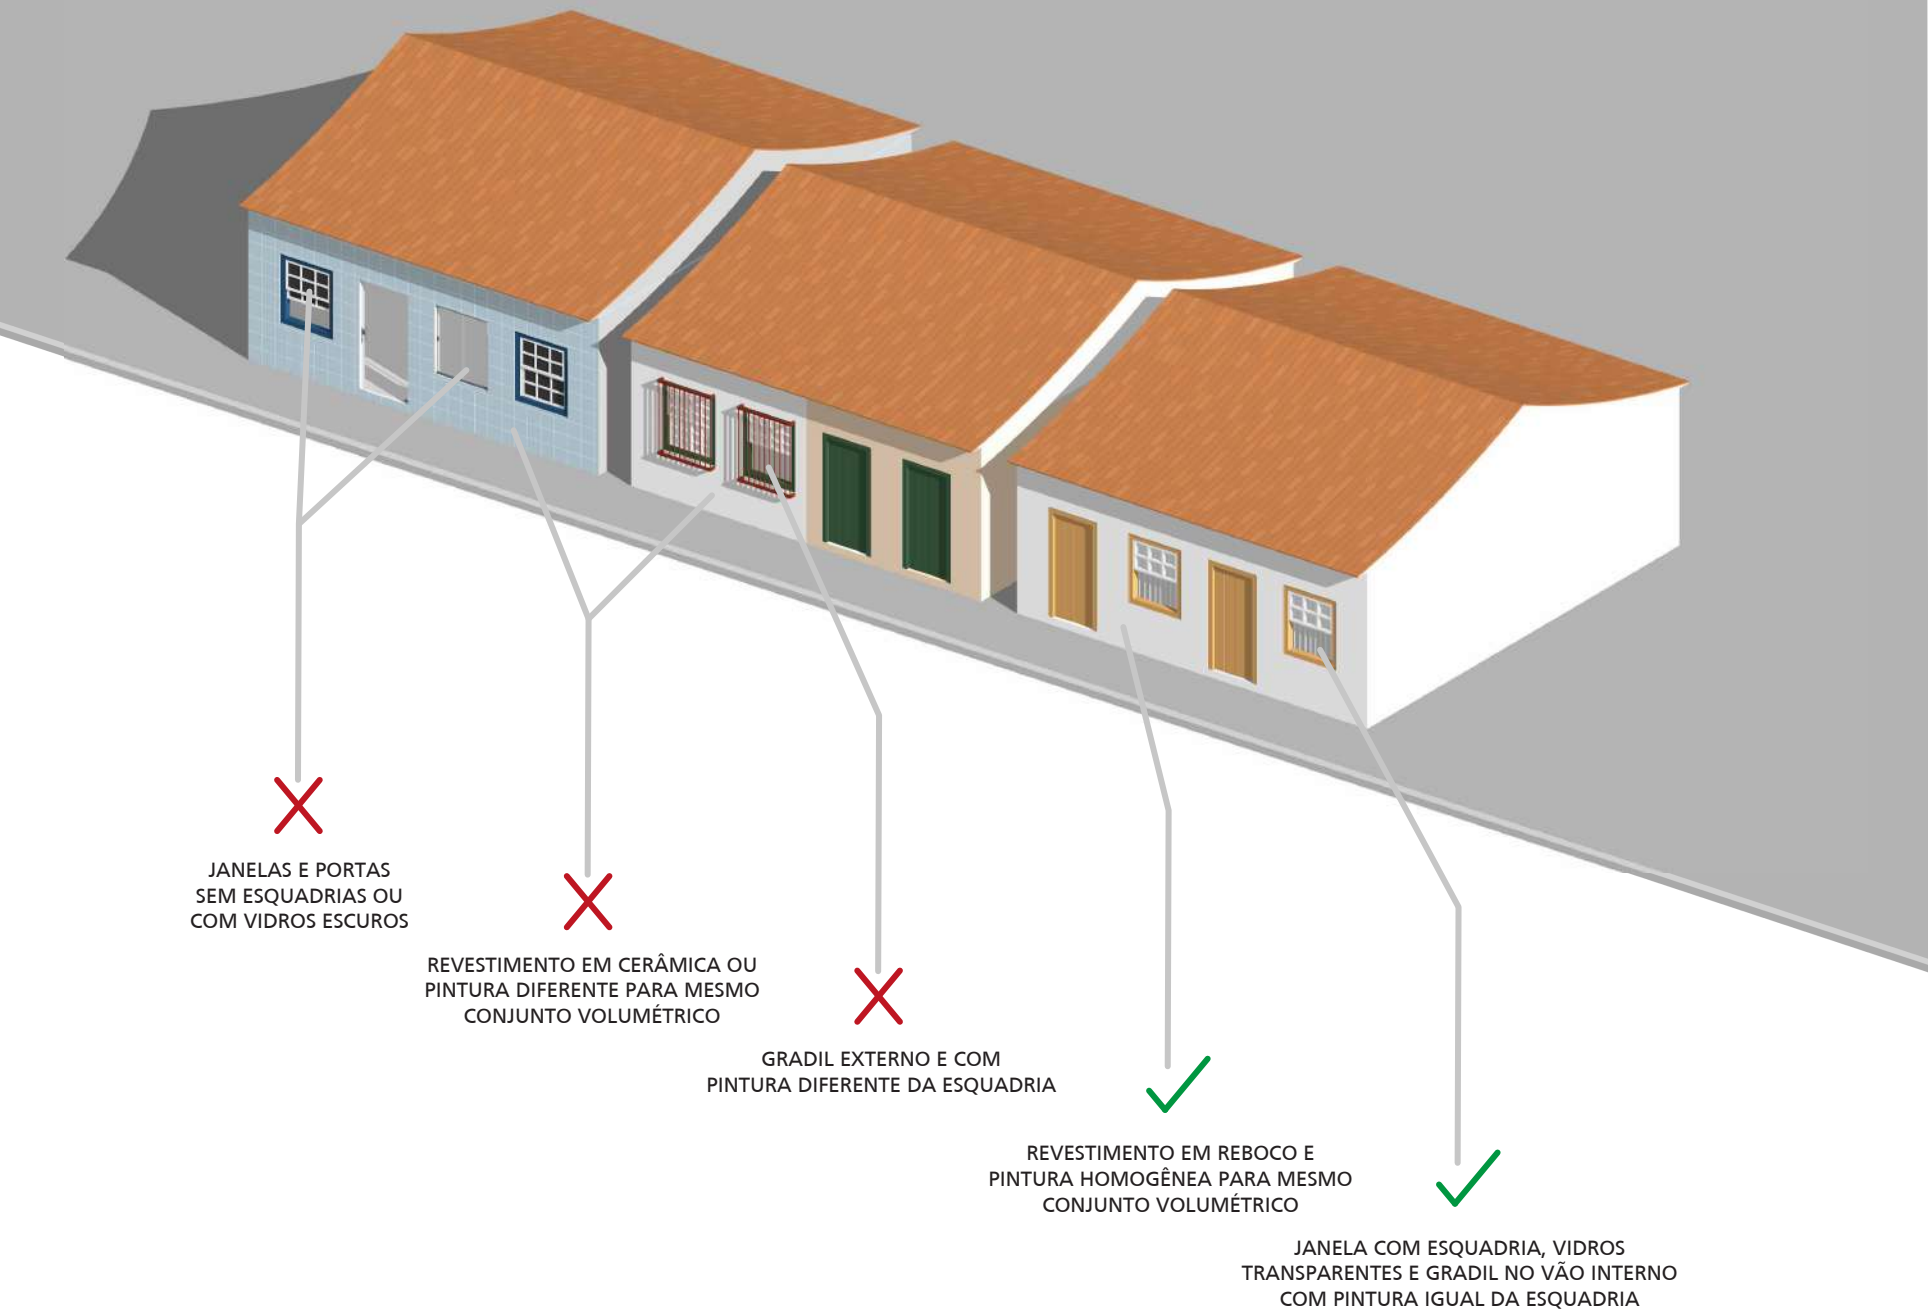 JANELAS E PORTAS
SEM ESQUADRIAS OU
COM VIDROS ESCUROS
REVESTIMENTO EM CERÂMICA OU
PINTURA DIFERENTE PARA MESMO
CONJUNTO VOLUMÉTRICO
GRADIL EXTERNO E COM
PINTURA DIFERENTE DA ESQUADRIA
REVESTIMENTO EM REBOCO E
PINTURA HOMOGÊNEA PARA MESMO
CONJUNTO VOLUMÉTRICO
JANELA COM ESQUADRIA, VIDROS
TRANSPARENTES E GRADIL NO VÃO INTERNO
COM PINTURA IGUAL DA ESQUADRIA